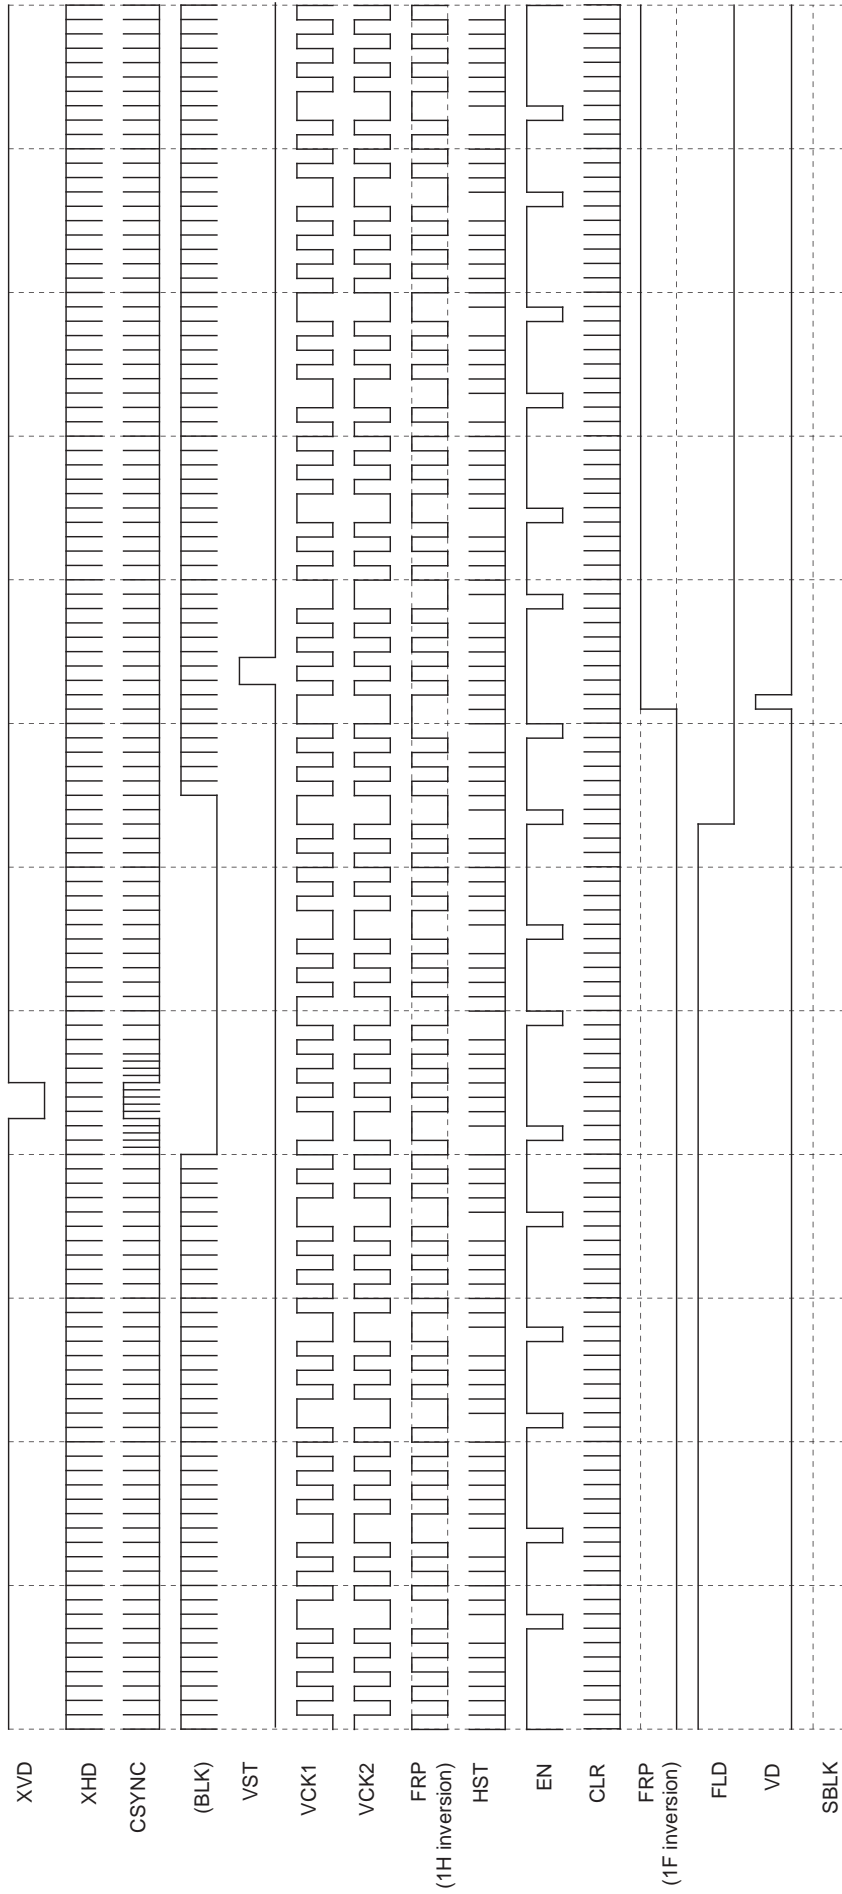 XVD
XHD
CSYNC
(BLK)
VST
VCK1
VCK2
FRP
(1H inversion)
HST
EN
CLR
FRP
(1F inversion)
FLD
VD
SBLK